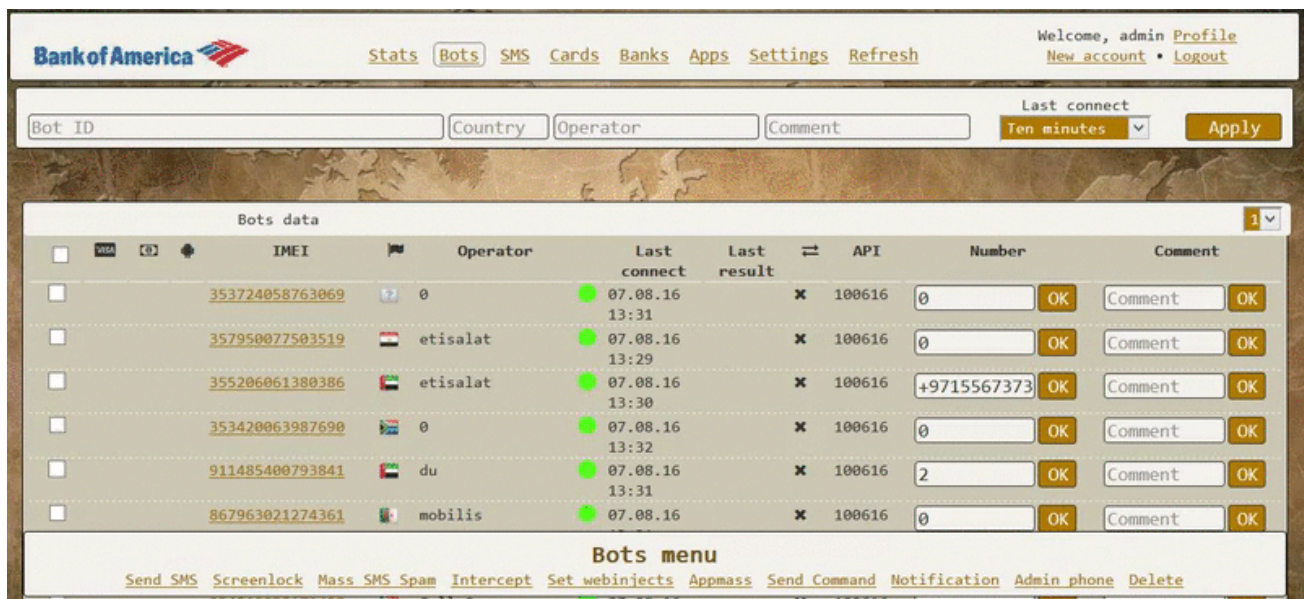 Bank of America
Stats Bots SMS Cards Banks Apps Settings Refresh
Welcome, admin Profile
New account • Logout
Bot ID Country Operator Comment
Last connect
Ten minutes Apply
Bots data 1
VISA IMEI Operator Last connect Last result API Number Comment
353724058763069 0 07.08.16 13:31 100616 0 OK Comment OK
357950077503519 etisalat 07.08.16 13:29 100616 0 OK Comment OK
355206061380386 etisalat 07.08.16 13:30 100616 +9715567373 OK Comment OK
353420063987690 0 07.08.16 13:32 100616 0 OK Comment OK
911485400793841 du 07.08.16 13:31 100616 2 OK Comment OK
867963021274361 mobilis 07.08.16 100616 0 OK Comment OK
Bots menu
Send SMS Screenlock Mass SMS Spam Intercept Set webinjects Appmass Send Command Notification Admin phone Delete